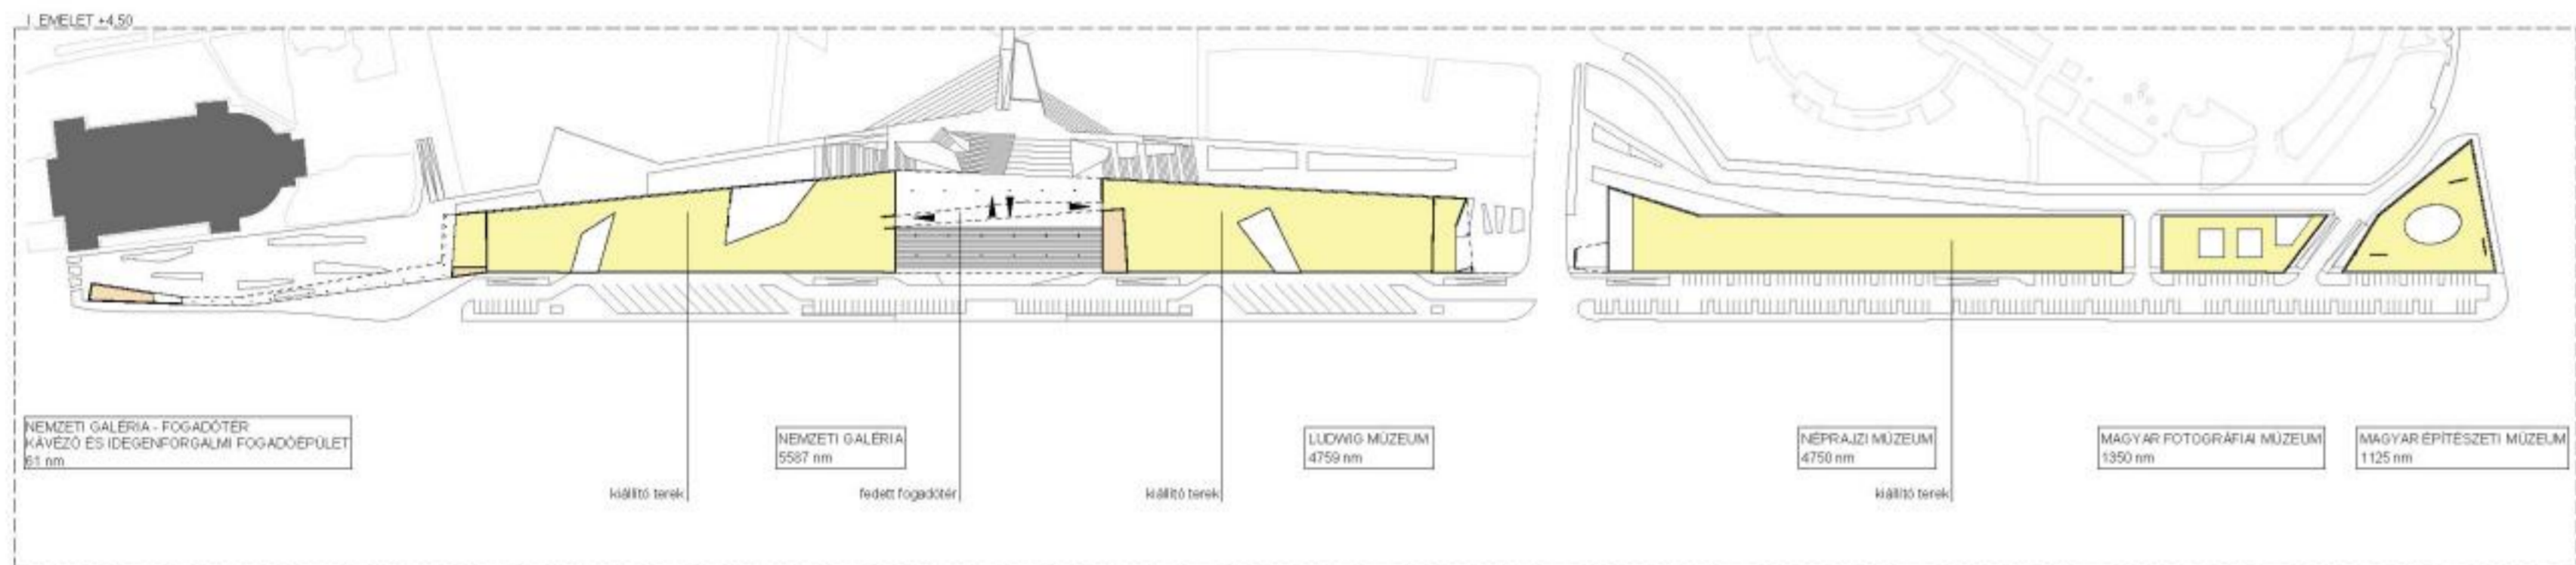 I. EMELET +4,50
NEMZETI GALÉRIA - FOGADÓTÉR
KÁVÉZÓ ÉS IDEGENFORGALMI FOGADÓÉPÜLET
61 nm
NEMZETI GALÉRIA
5587 nm
LUDWIG MÚZEUM
4759 nm
NÉPRAJZI MÚZEUM
4750 nm
MAGYAR FOTOGRÁFIAI MÚZEUM
1350 nm
MAGYAR ÉPÍTÉSZETI MÚZEUM
1125 nm
kiállító terek
fedett fogadótér
kiállító terek
kiállító terek